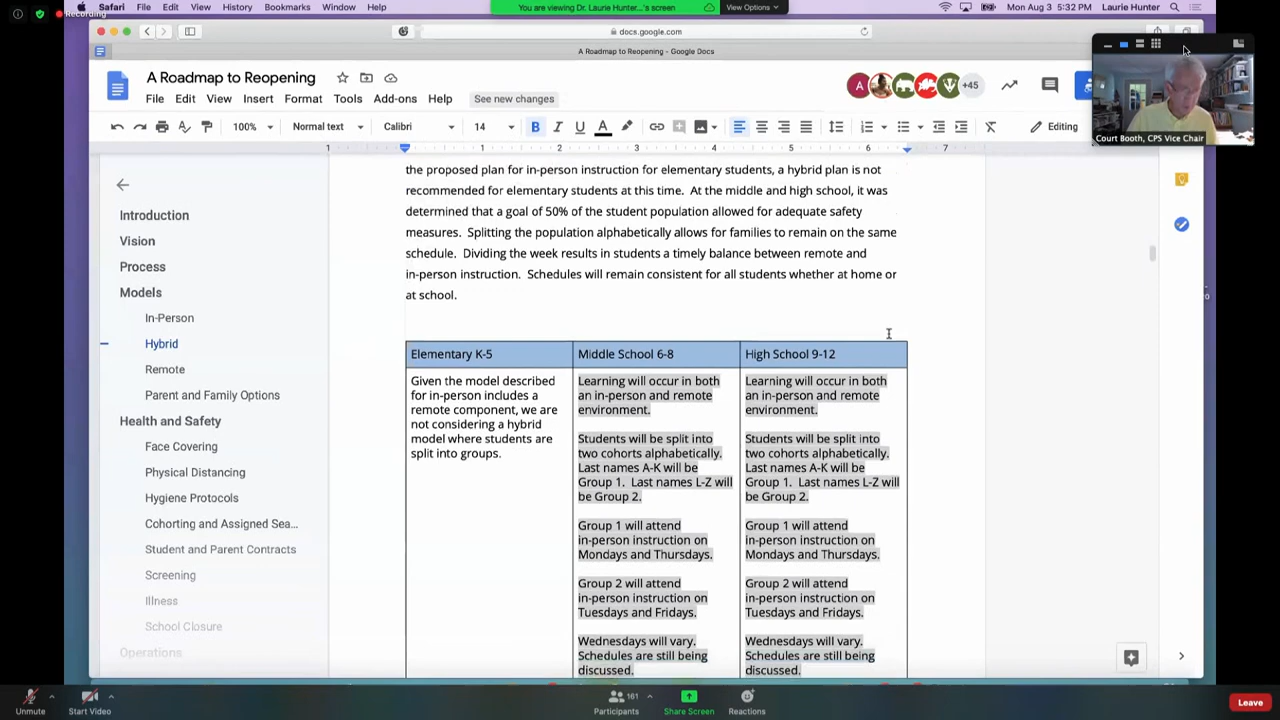 Recording
Safari File Edit View History Bookmarks Window Help
You are viewing Dr. Laurie Hunter...'s screen
View Options
Mon Aug 3 5:32 PM Laurie Hunter
docs.google.com
A Roadmap to Reopening - Google Docs
A Roadmap to Reopening
File Edit View Insert Format Tools Add-ons Help See new changes
A V +45
100% Normal text Calibri 14 B I U A Editing
1 1 2 3 4 5 6 7
Court Booth, CPS Vice Chair
Introduction
Vision
Process
Models
In-Person
Hybrid
Remote
Parent and Family Options
Health and Safety
Face Covering
Physical Distancing
Hygiene Protocols
Cohorting and Assigned Sea...
Student and Parent Contracts
Screening
Illness
School Closure
Operations
the proposed plan for in-person instruction for elementary students, a hybrid plan is not
recommended for elementary students at this time. At the middle and high school, it was
determined that a goal of 50% of the student population allowed for adequate safety
measures. Splitting the population alphabetically allows for families to remain on the same
schedule. Dividing the week results in students a timely balance between remote and
in-person instruction. Schedules will remain consistent for all students whether at home or
at school.
Elementary K-5
Middle School 6-8
High School 9-12
Given the model described
for in-person includes a
remote component, we are
not considering a hybrid
model where students are
split into groups.
Learning will occur in both
an in-person and remote
environment.
Students will be split into
two cohorts alphabetically.
Last names A-K will be
Group 1. Last names L-Z will
be Group 2.
Group 1 will attend
in-person instruction on
Mondays and Thursdays.
Group 2 will attend
in-person instruction on
Tuesdays and Fridays.
Wednesdays will vary.
Schedules are still being
discussed.
Learning will occur in both
an in-person and remote
environment.
Students will be split into
two cohorts alphabetically.
Last names A-K will be
Group 1. Last names L-Z will
be Group 2.
Group 1 will attend
in-person instruction on
Mondays and Thursdays.
Group 2 will attend
in-person instruction on
Tuesdays and Fridays.
Wednesdays will vary.
Schedules are still being
discussed.
Unmute
Start Video
161
Participants
Share Screen
Reactions
Leave